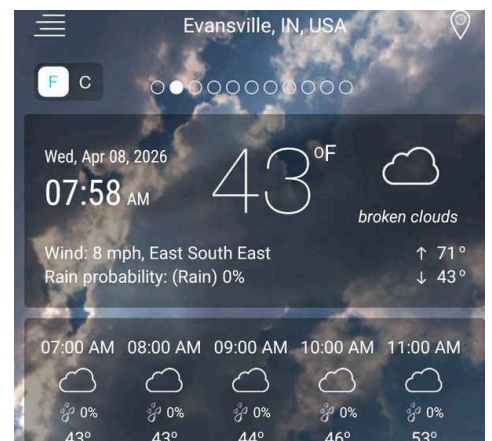 Evansville, IN, USA
F C
Wed, Apr 08, 2026
07:58 AM
43°F
broken clouds
Wind: 8 mph, East South East
↑ 71°
Rain probability: (Rain) 0%
↓ 43°
07:00 AM 08:00 AM 09:00 AM 10:00 AM 11:00 AM
0% 0% 0% 0% 0%
43° 43° 44° 46° 53°